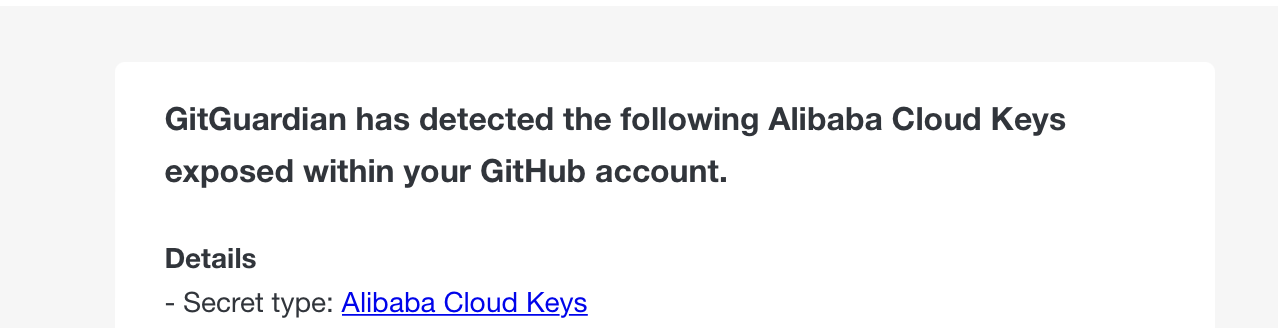 GitGuardian has detected the following Alibaba Cloud Keys
exposed within your GitHub account.
Details
- Secret type: Alibaba Cloud Keys